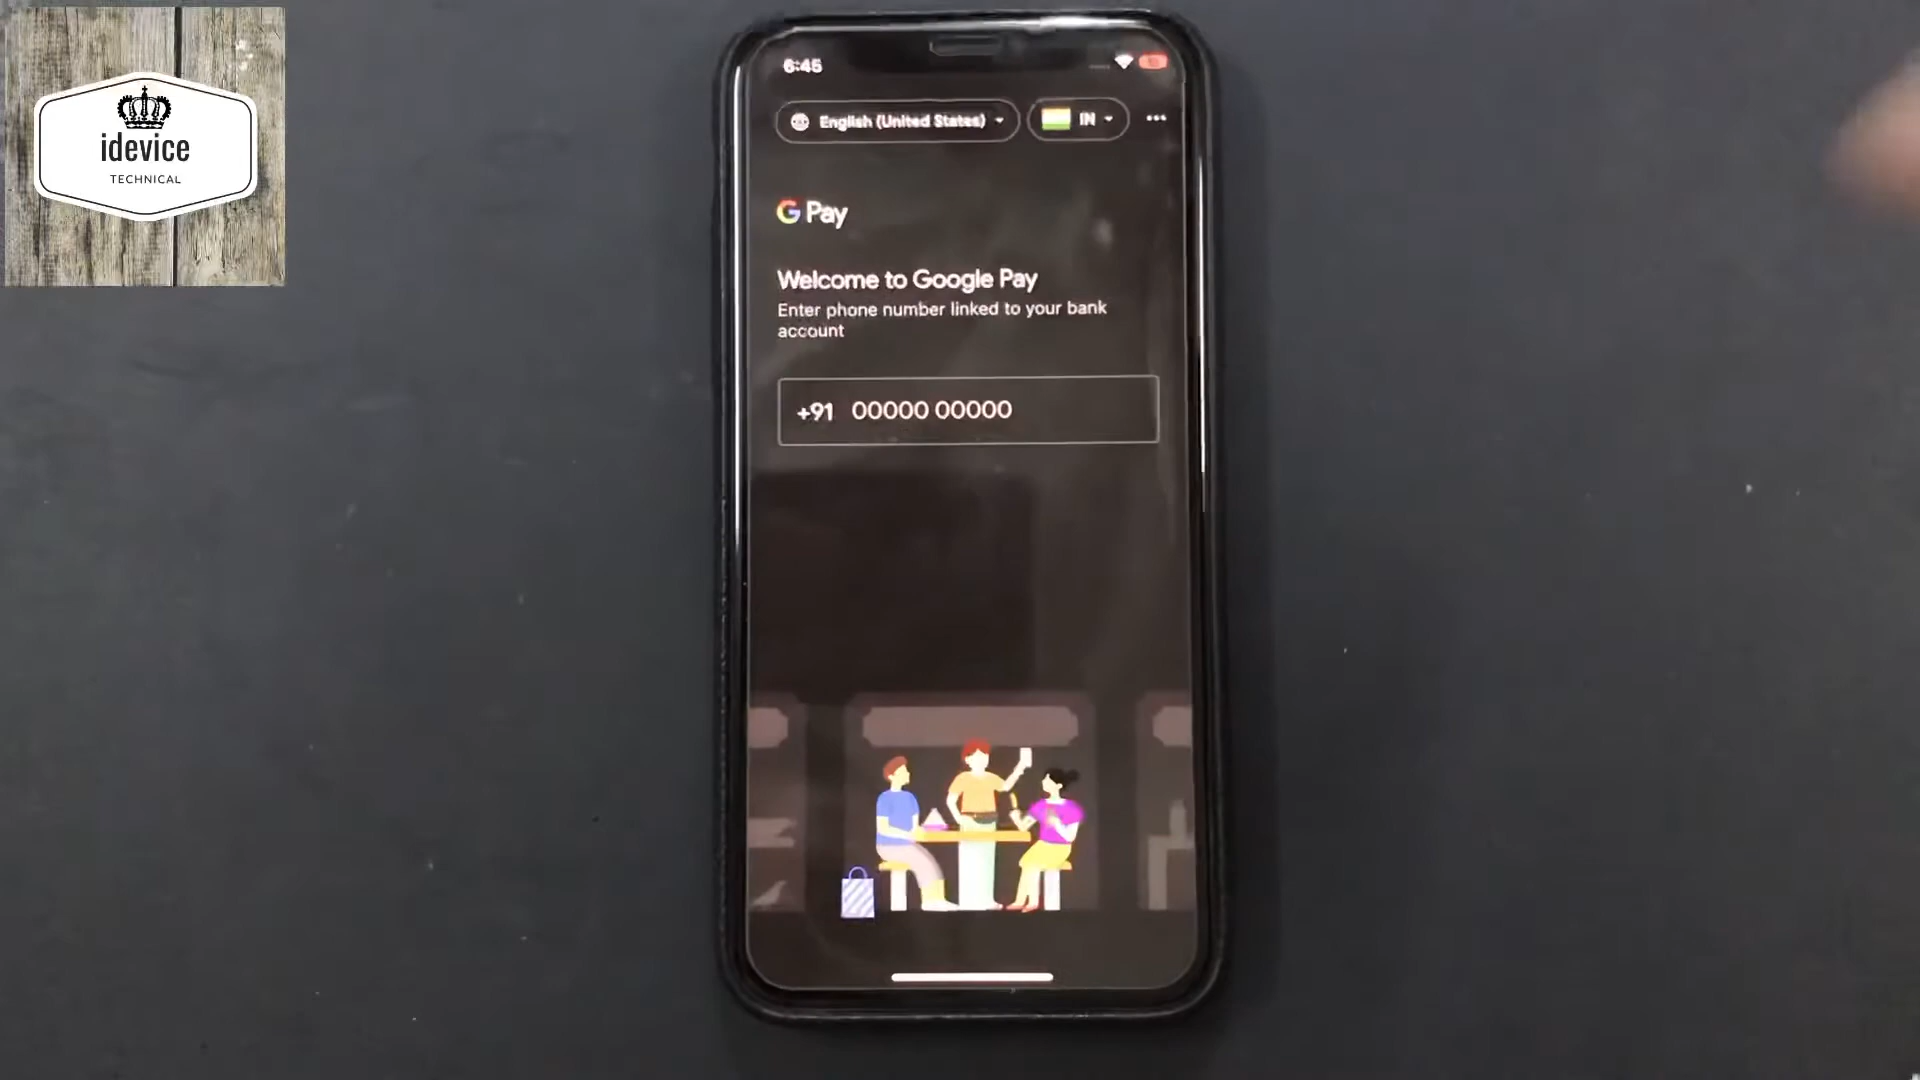 idevice
TECHNICAL
6:45
English (United States)
IN
G Pay
Welcome to Google Pay
Enter phone number linked to your bank
account
+91 00000 00000